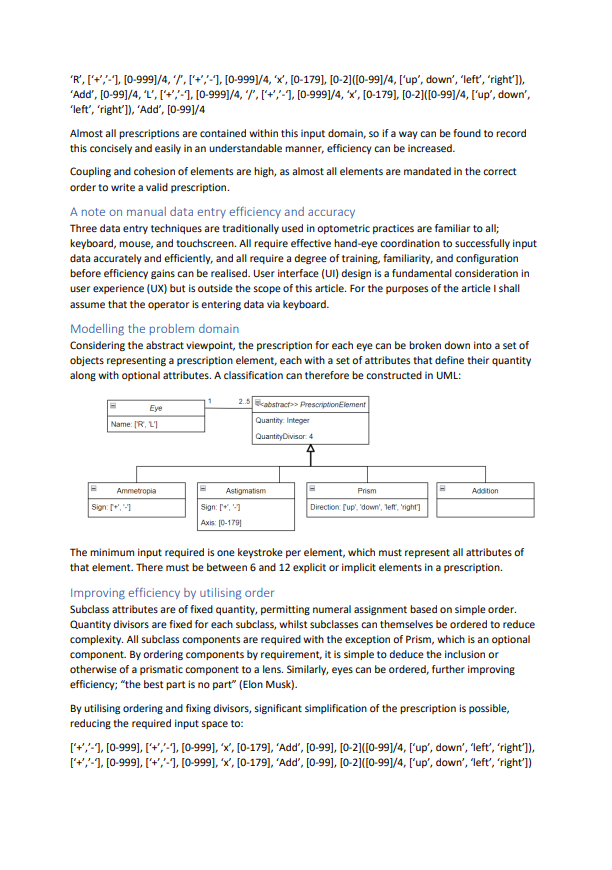 ‘R’, [‘+’,’-‘], [0-999]/4, ‘/’, [‘+’,’-‘], [0-999]/4, ‘x’, [0-179], [0-2]([0-99]/4, [‘up’, down’, ‘left’, ‘right’]),
‘Add’, [0-99]/4, ‘L’, [‘+’,’-‘], [0-999]/4, ‘/’, [‘+’,’-‘], [0-999]/4, ‘x’, [0-179], [0-2]([0-99]/4, [‘up’, down’,
‘left’, ‘right’]), ‘Add’, [0-99]/4
Almost all prescriptions are contained within this input domain, so if a way can be found to record
this concisely and easily in an understandable manner, efficiency can be increased.
Coupling and cohesion of elements are high, as almost all elements are mandated in the correct
order to write a valid prescription.
A note on manual data entry efficiency and accuracy
Three data entry techniques are traditionally used in optometric practices are familiar to all;
keyboard, mouse, and touchscreen. All require effective hand-eye coordination to successfully input
data accurately and efficiently, and all require a degree of training, familiarity, and configuration
before efficiency gains can be realised. User interface (UI) design is a fundamental consideration in
user experience (UX) but is outside the scope of this article. For the purposes of the article I shall
assume that the operator is entering data via keyboard.
Modelling the problem domain
Considering the abstract viewpoint, the prescription for each eye can be broken down into a set of
objects representing a prescription element, each with a set of attributes that define their quantity
along with optional attributes. A classification can therefore be constructed in UML:
Eye
Name: ['R', 'L']
1
2..5
<<abstract>> PrescriptionElement
Quantity: Integer
QuantityDivisor: 4
Ammetropia
Sign: ['+', '-']
Astigmatism
Sign: ['+', '-']
Axis: [0-179]
Prism
Direction: ['up', 'down', 'left', 'right']
Addition
The minimum input required is one keystroke per element, which must represent all attributes of
that element. There must be between 6 and 12 explicit or implicit elements in a prescription.
Improving efficiency by utilising order
Subclass attributes are of fixed quantity, permitting numeral assignment based on simple order.
Quantity divisors are fixed for each subclass, whilst subclasses can themselves be ordered to reduce
complexity. All subclass components are required with the exception of Prism, which is an optional
component. By ordering components by requirement, it is simple to deduce the inclusion or
otherwise of a prismatic component to a lens. Similarly, eyes can be ordered, further improving
efficiency; “the best part is no part” (Elon Musk).
By utilising ordering and fixing divisors, significant simplification of the prescription is possible,
reducing the required input space to:
[‘+’,’-‘], [0-999], [‘+’,’-‘], [0-999], ‘x’, [0-179], ‘Add’, [0-99], [0-2]([0-99]/4, [‘up’, down’, ‘left’, ‘right’]),
[‘+’,’-‘], [0-999], [‘+’,’-‘], [0-999], ‘x’, [0-179], ‘Add’, [0-99], [0-2]([0-99]/4, [‘up’, down’, ‘left’, ‘right’])